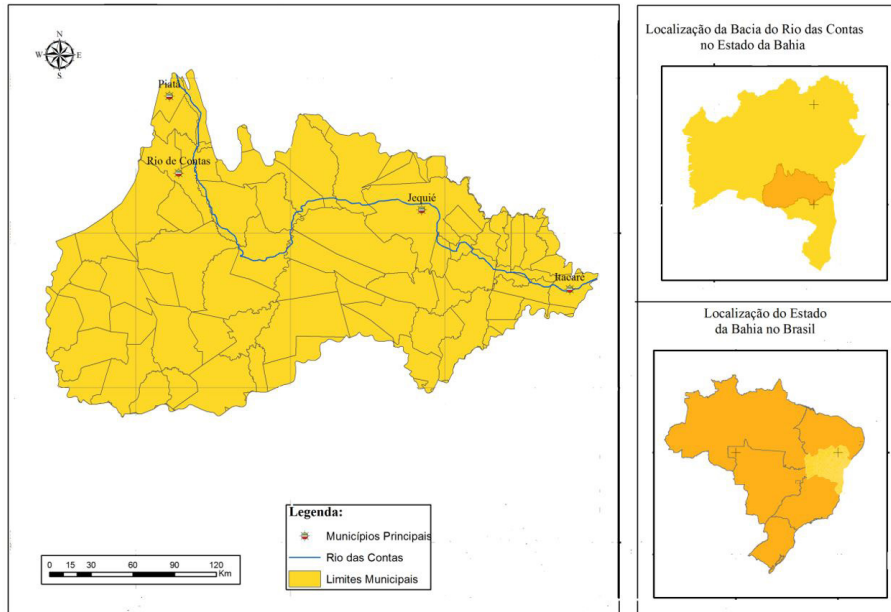 N
W
E
S
Piatã
Rio de Contas
Jequié
Itacaré
Legenda:
Municípios Principais
Rio das Contas
Limites Municipais
0 15 30 60 90 120
Km
Localização da Bacia do Rio das Contas
no Estado da Bahia
Localização do Estado
da Bahia no Brasil